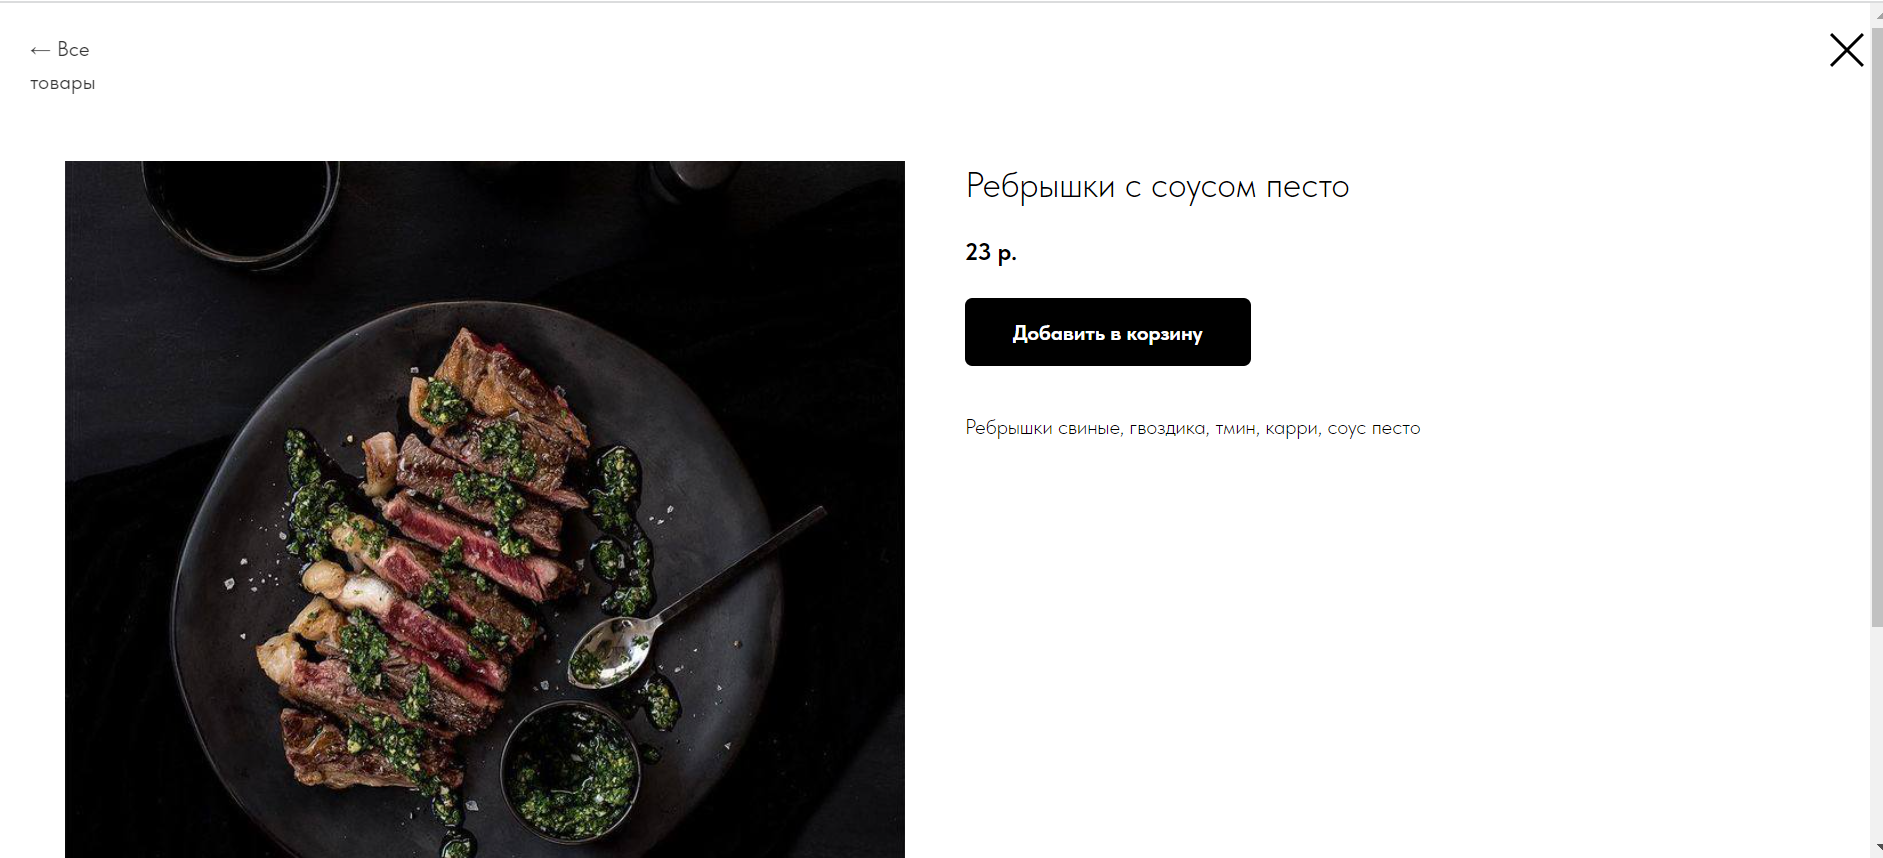 ← Все
товары
Ребрышки с соусом песто
23 р.
Добавить в корзину
Ребрышки свиные, гвоздика, тмин, карри, соус песто